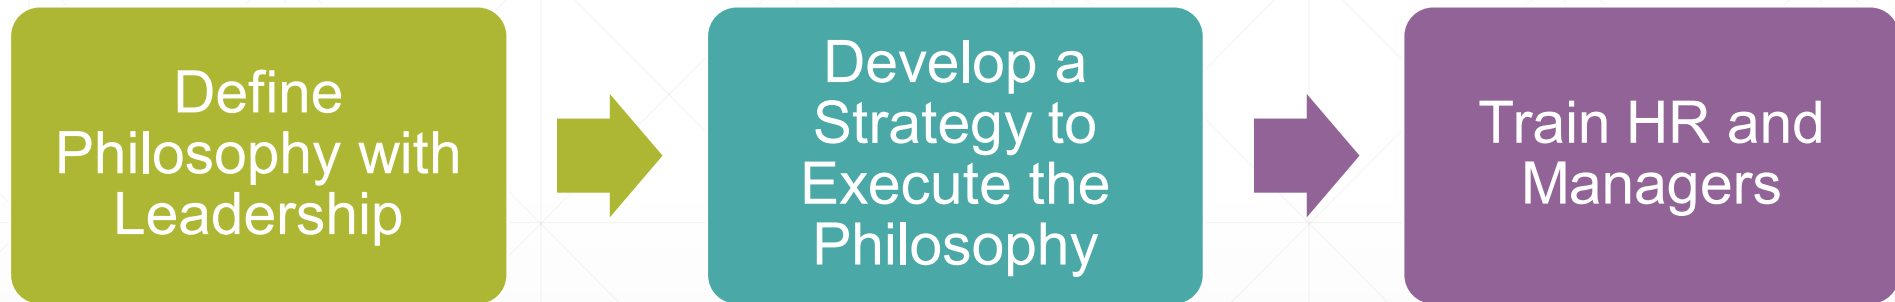 Define
Philosophy with
Leadership
Develop a
Strategy to
Execute the
Philosophy
Train HR and
Managers